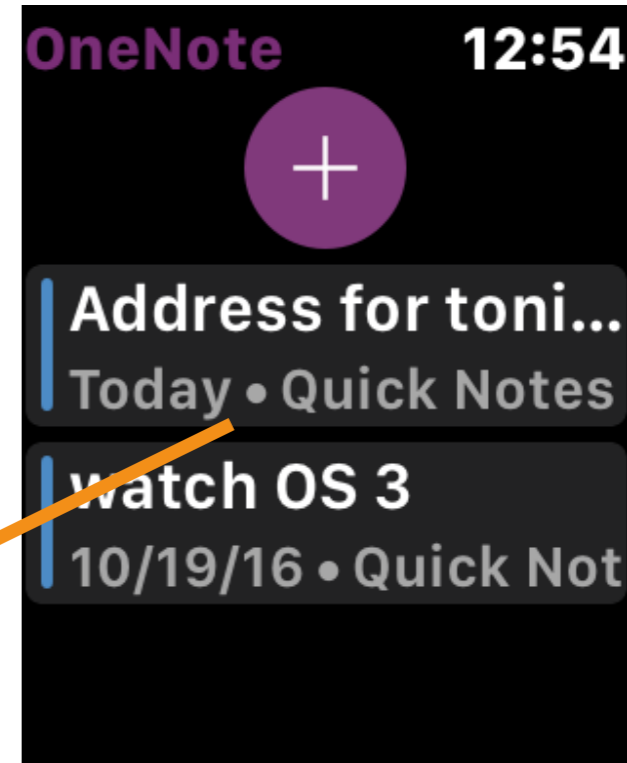 OneNote 12:54
Address for toni...
Today • Quick Notes
watch OS 3
10/19/16 • Quick Not